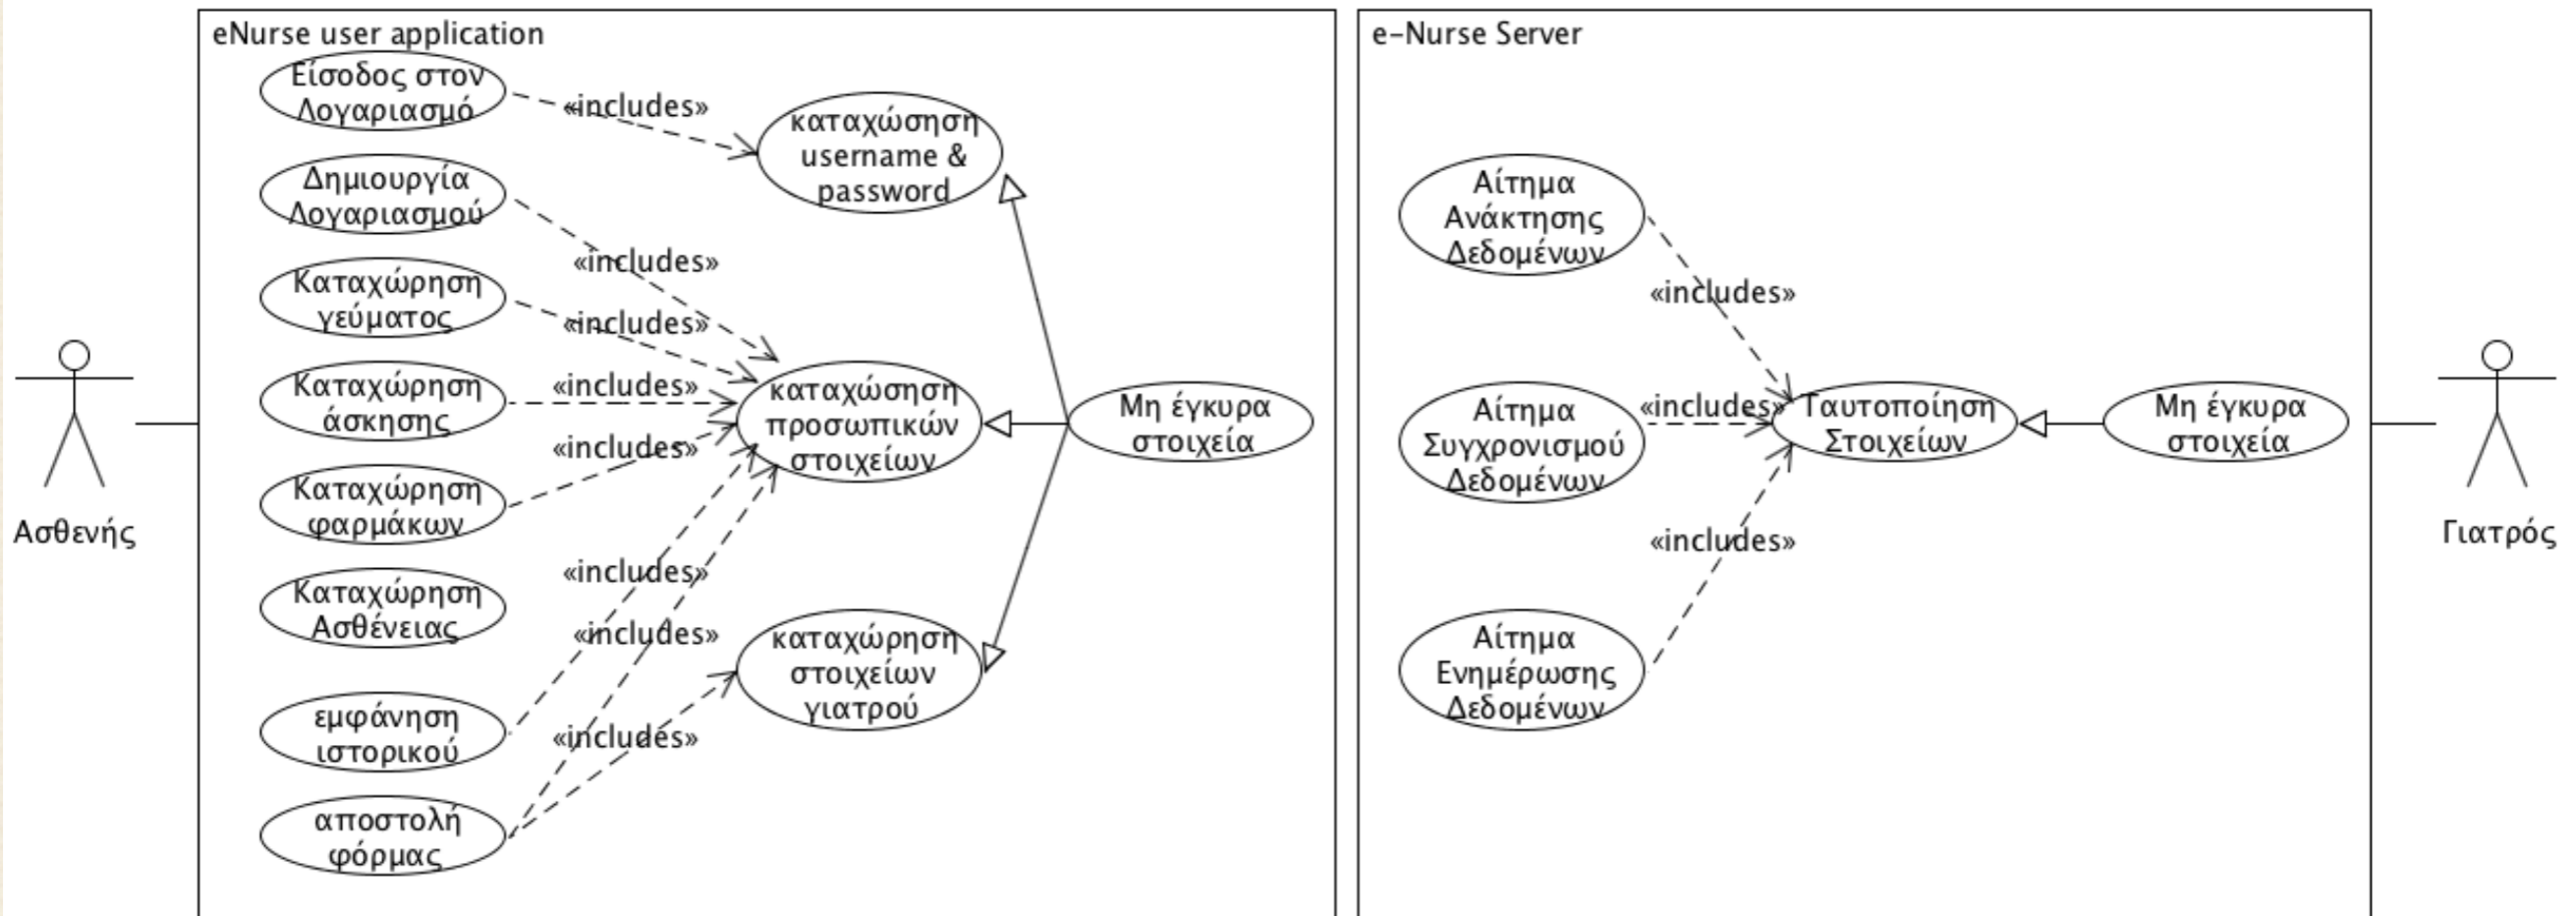 eNurse user application
Είσοδος στον
Λογαριασμό
«includes»
καταχώσηση
username &
password
Δημιουργία
Λογαριασμού
«includes»
Καταχώρηση
γεύματος
«includes»
Καταχώρηση
άσκησης
«includes»
καταχώσηση
προσωπικών
στοιχείων
Μη έγκυρα
στοιχεία
Καταχώρηση
φαρμάκων
«includes»
Ασθενής
Καταχώρηση
Ασθένειας
«includes»
«includes»
καταχώρηση
στοιχείων
γιατρού
εμφάνηση
ιστορικού
«includes»
αποστολή
φόρμας
e-Nurse Server
Αίτημα
Ανάκτησης
Δεδομένων
«includes»
Αίτημα
Συγχρονισμού
Δεδομένων
«includes»
Ταυτοποίηση
Στοιχείων
Μη έγκυρα
στοιχεία
«includes»
Αίτημα
Ενημέρωσης
Δεδομένων
Γιατρός